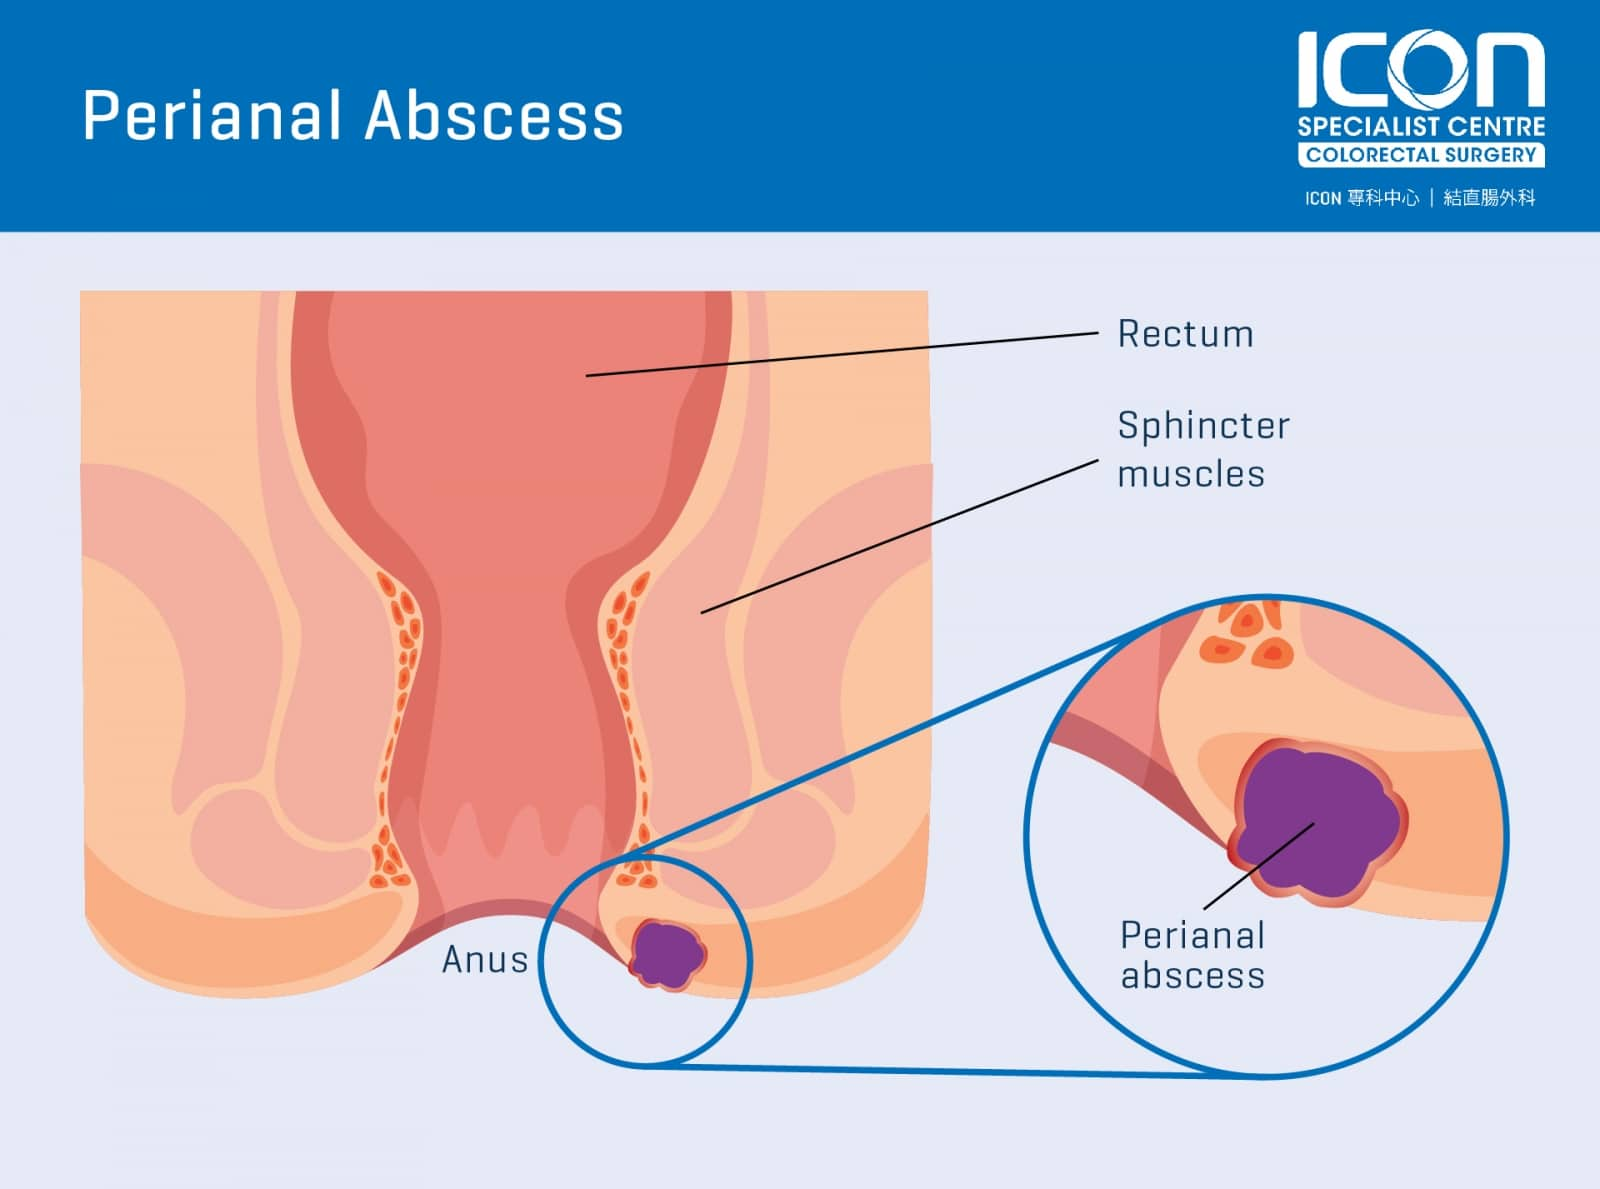 Perianal Abscess
ICON
SPECIALIST CENTRE
COLORECTAL SURGERY
ICON 專科中心 | 結直腸外科
Rectum
Sphincter
muscles
Anus
Perianal
abscess